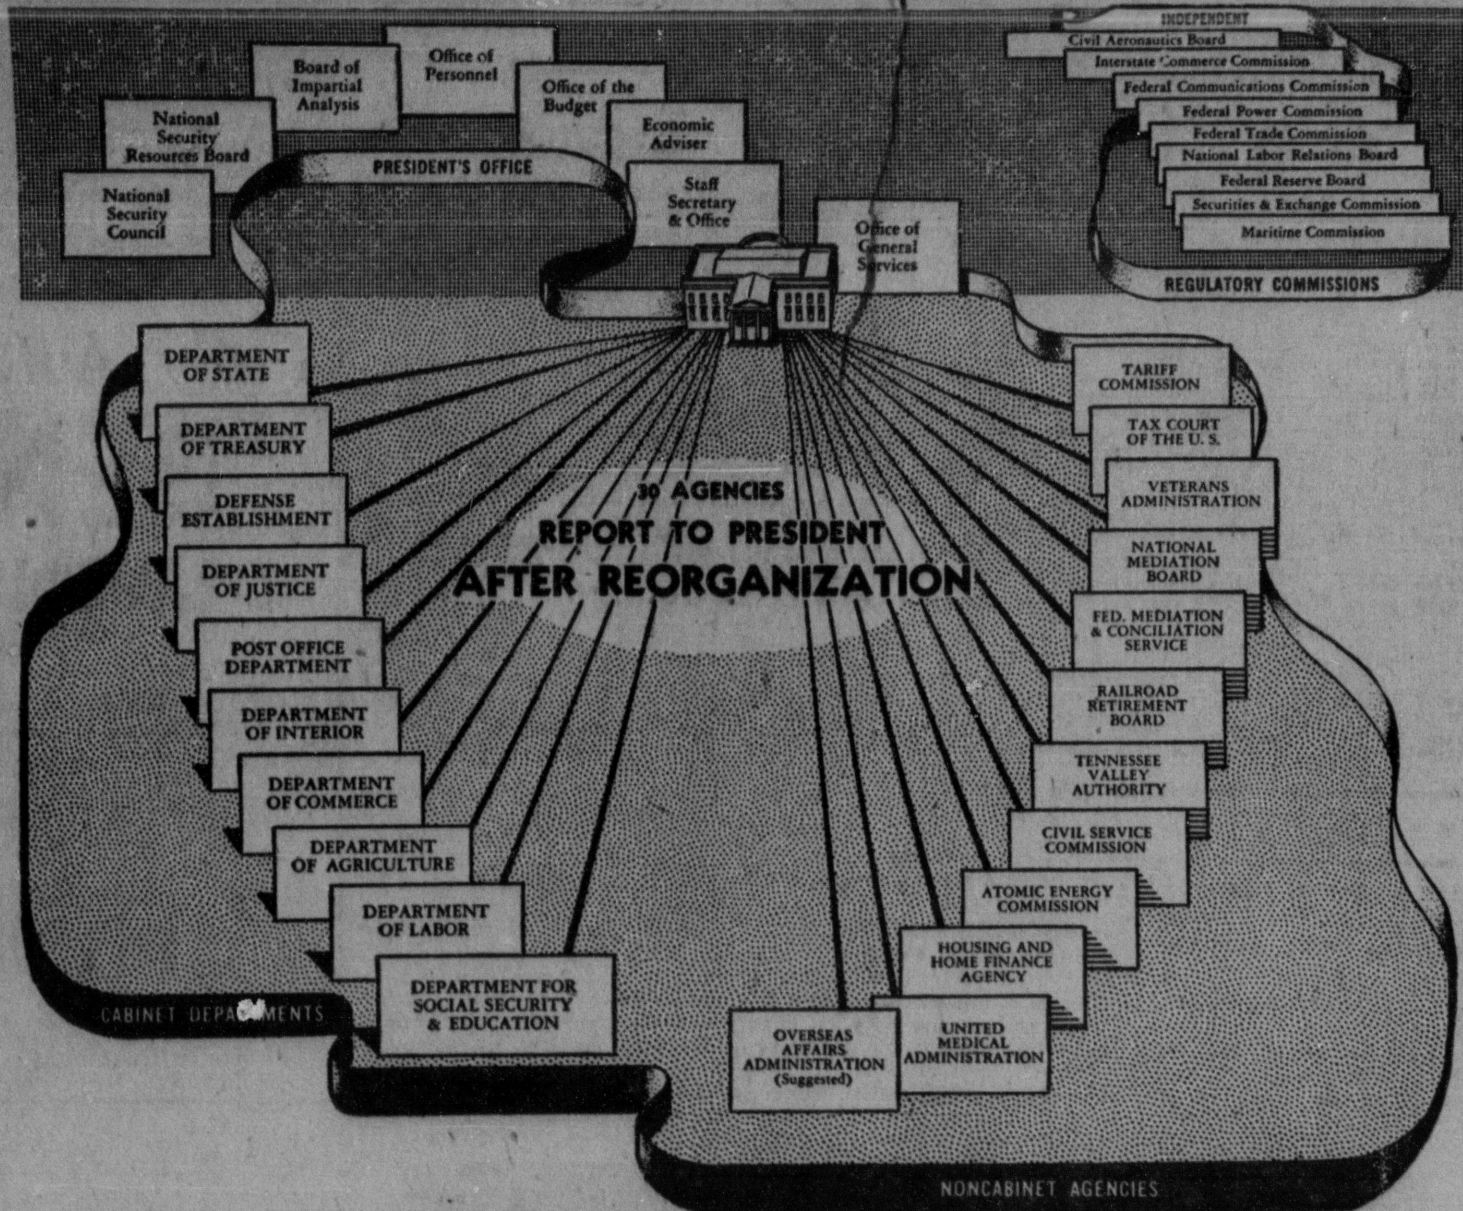 National
Security
Council
National
Security
Resources Board
Board of
Impartial
Analysis
Office of
Personnel
Office of the
Budget
Economic
Adviser
Staff
Secretary
& Office
PRESIDENT'S OFFICE
Office of
General
Services
INDEPENDENT
Civil Aeronautics Board
Interstate Commerce Commission
Federal Communications Commission
Federal Power Commission
Federal Trade Commission
National Labor Relations Board
Federal Reserve Board
Securities & Exchange Commission
Maritime Commission
REGULATORY COMMISSIONS
30 AGENCIES
REPORT TO PRESIDENT
AFTER REORGANIZATION
DEPARTMENT
OF STATE
DEPARTMENT
OF TREASURY
DEFENSE
ESTABLISHMENT
DEPARTMENT
OF JUSTICE
POST OFFICE
DEPARTMENT
DEPARTMENT
OF INTERIOR
DEPARTMENT
OF COMMERCE
DEPARTMENT
OF AGRICULTURE
DEPARTMENT
OF LABOR
DEPARTMENT FOR
SOCIAL SECURITY
& EDUCATION
CABINET DEPARTMENTS
TARIFF
COMMISSION
TAX COURT
OF THE U. S.
VETERANS
ADMINISTRATION
NATIONAL
MEDIATION
BOARD
FED. MEDIATION
& CONCILIATION
SERVICE
RAILROAD
RETIREMENT
BOARD
TENNESSEE
VALLEY
AUTHORITY
CIVIL SERVICE
COMMISSION
ATOMIC ENERGY
COMMISSION
HOUSING AND
HOME FINANCE
AGENCY
UNITED
MEDICAL
ADMINISTRATION
OVERSEAS
AFFAIRS
ADMINISTRATION
(Suggested)
NONCABINET AGENCIES